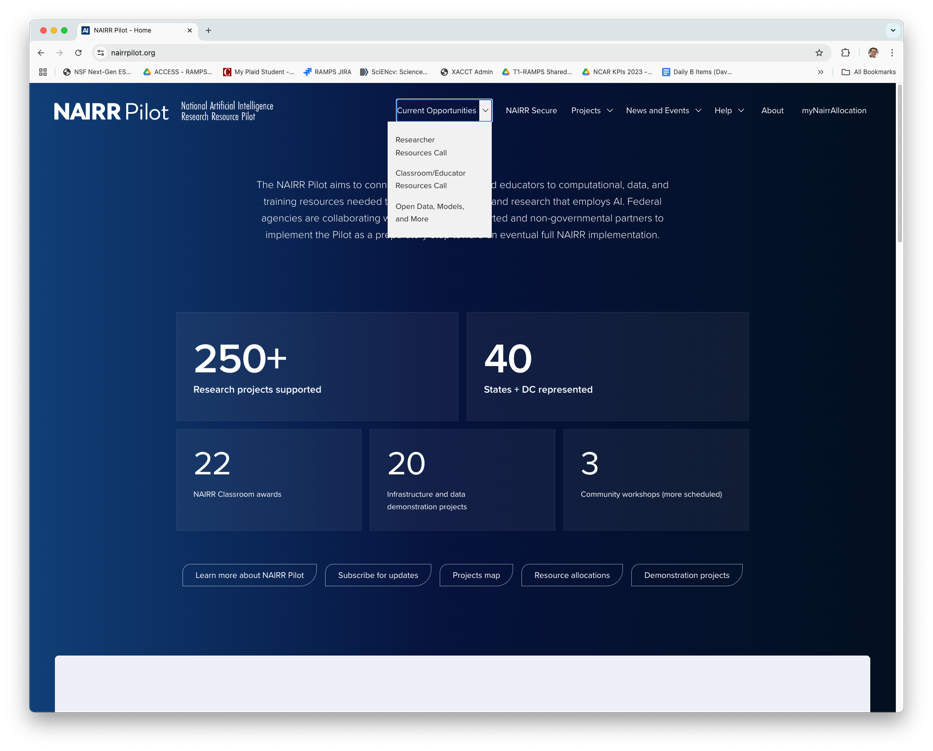 NAIRR Pilot - Home
nairrpilot.org
NSF Next-Gen ES... ACCESS - RAMPS... My Plaid Student -... RAMPS JIRA SciENcv: Science... XACCT Admin T1-RAMPS Shared... NCAR KPIs 2023 -... Daily B Items (Dav... » All Bookmarks
NAIRR Pilot
National Artificial Intelligence
Research Resource Pilot
Current Opportunities NAIRR Secure Projects News and Events Help About myNairrAllocation
Researcher
Resources Call
Classroom/Educator
Resources Call
Open Data, Models,
and More
The NAIRR Pilot aims to conn d educators to computational, data, and
training resources needed t and research that employs AI. Federal
agencies are collaborating w rted and non-governmental partners to
implement the Pilot as a prep n eventual full NAIRR implementation.
250+
Research projects supported
40
States + DC represented
22
NAIRR Classroom awards
20
Infrastructure and data
demonstration projects
3
Community workshops (more scheduled)
Learn more about NAIRR Pilot Subscribe for updates Projects map Resource allocations Demonstration projects